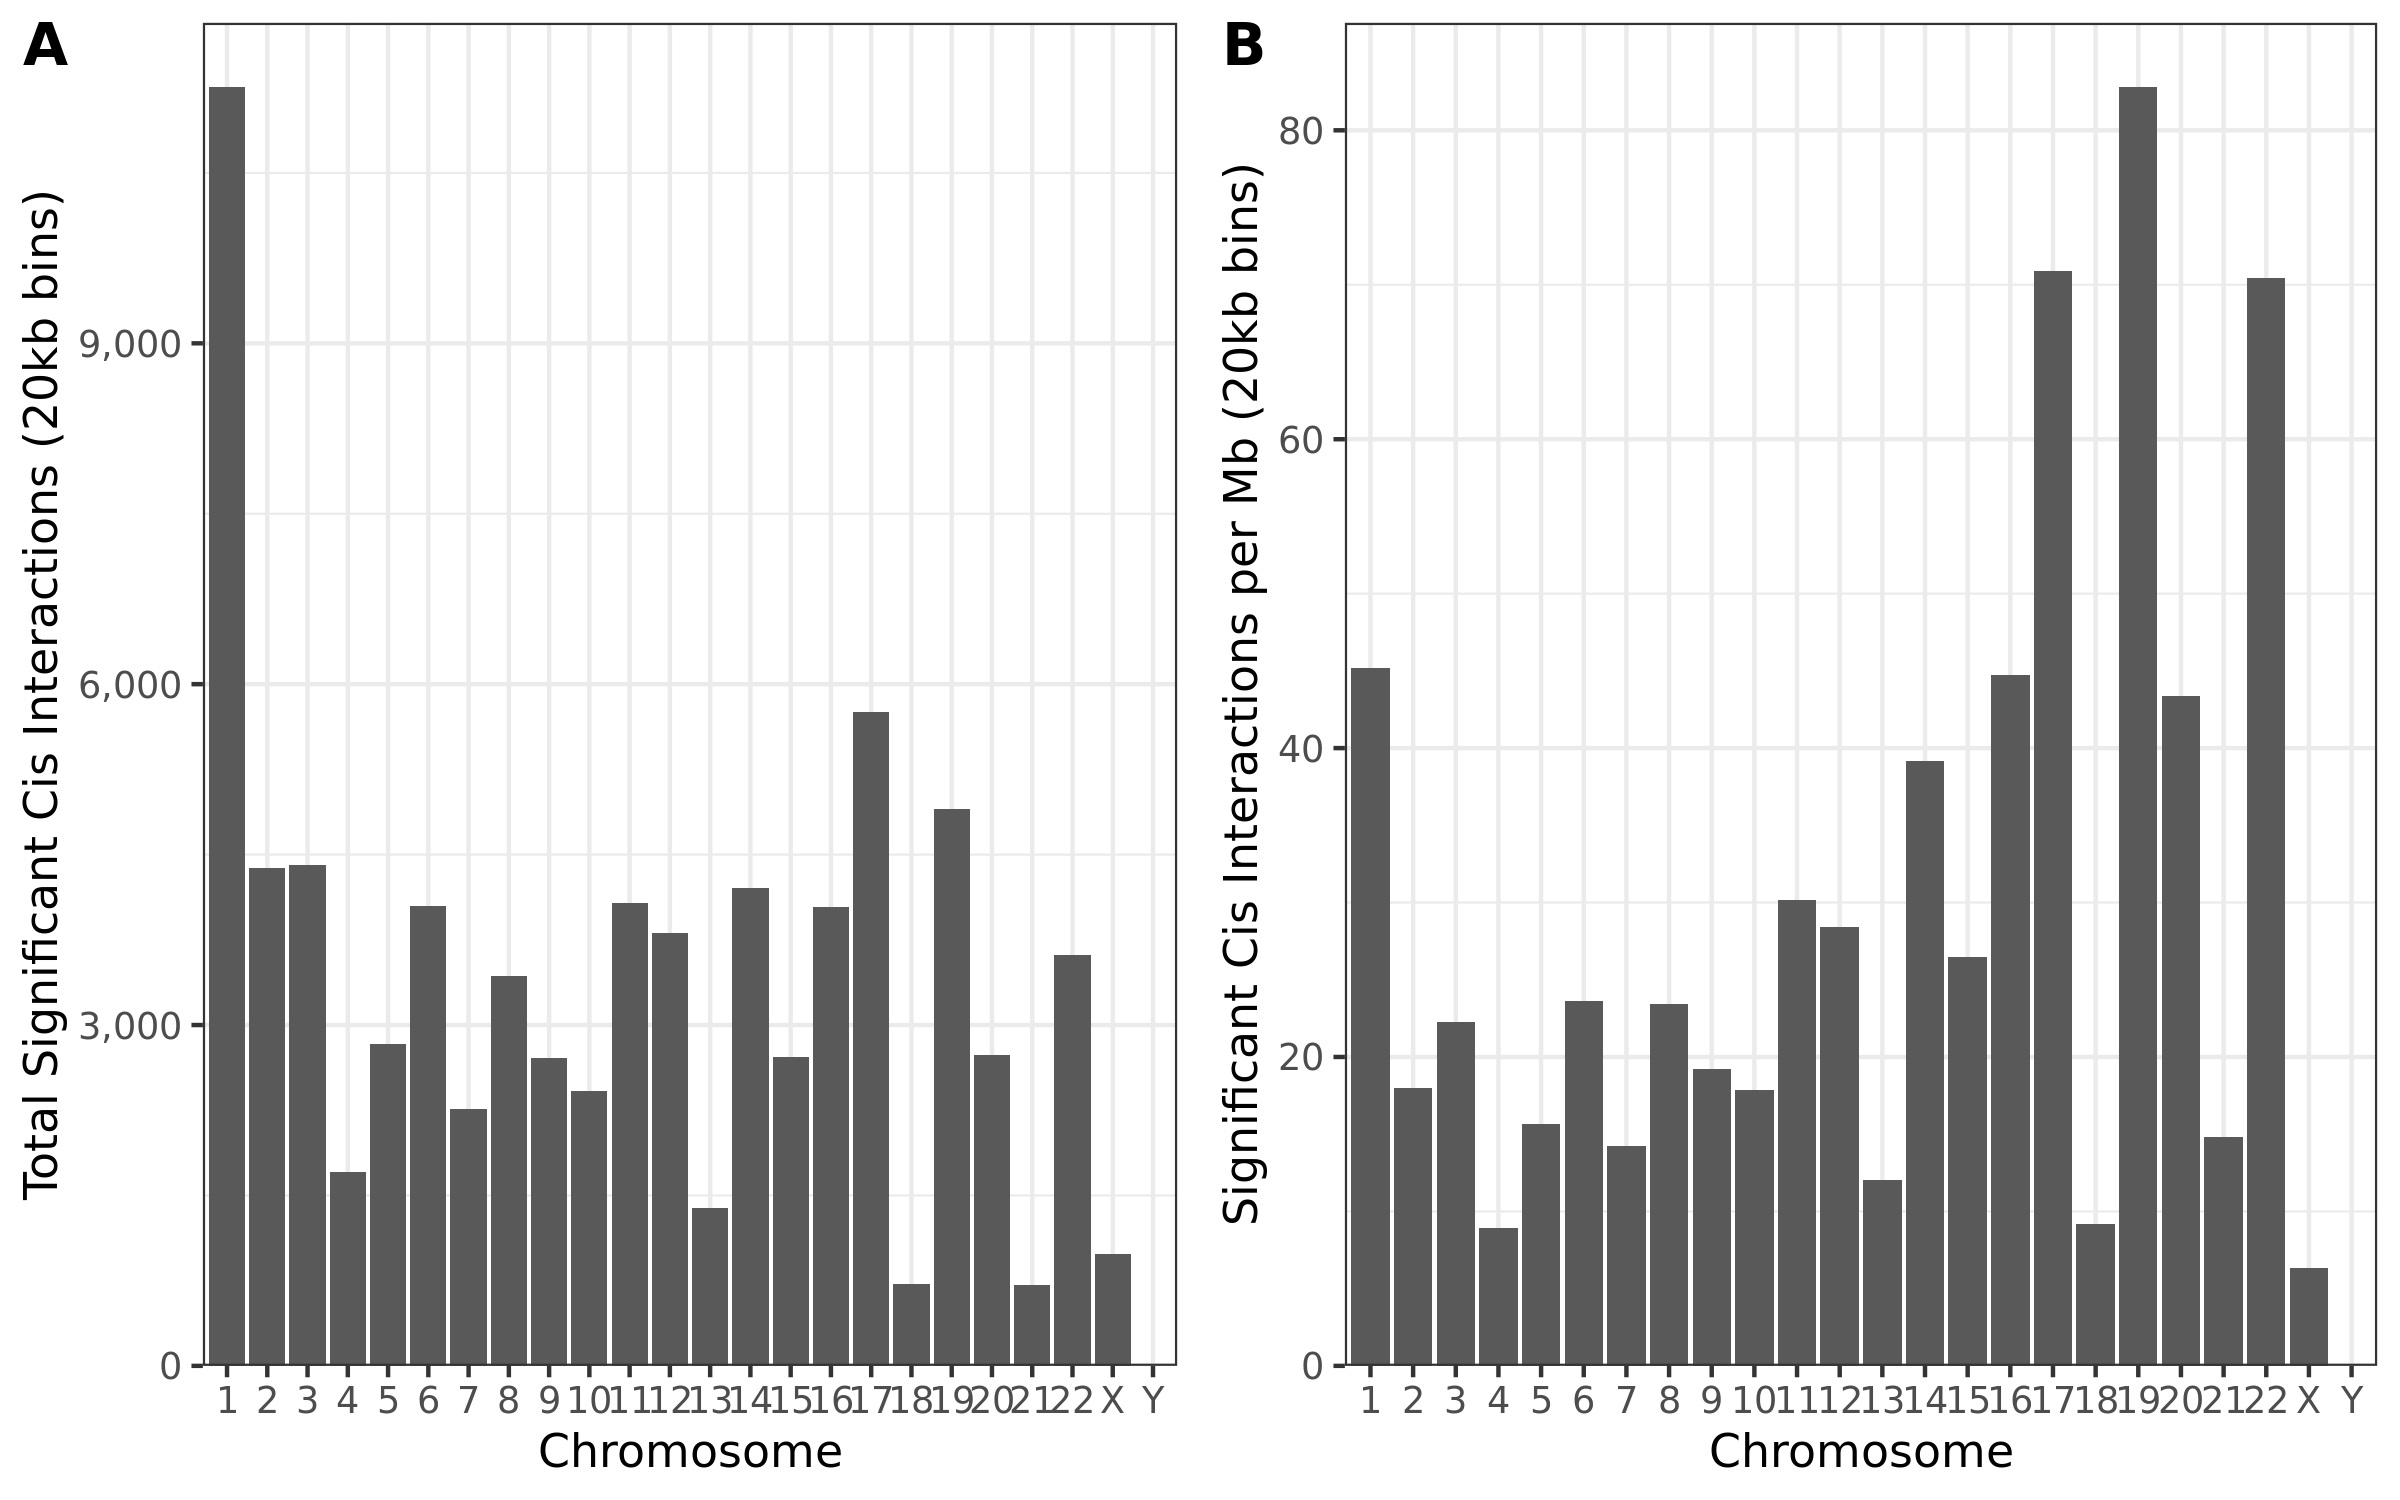 A
Total Significant Cis Interactions (20kb bins)
9,000
6,000
3,000
0
1 2 3 4 5 6 7 8 9 10 11 12 13 14 15 16 17 18 19 20 21 22 X Y
Chromosome
B
Significant Cis Interactions per Mb (20kb bins)
80
60
40
20
0
1 2 3 4 5 6 7 8 9 10 11 12 13 14 15 16 17 18 19 20 21 22 X Y
Chromosome